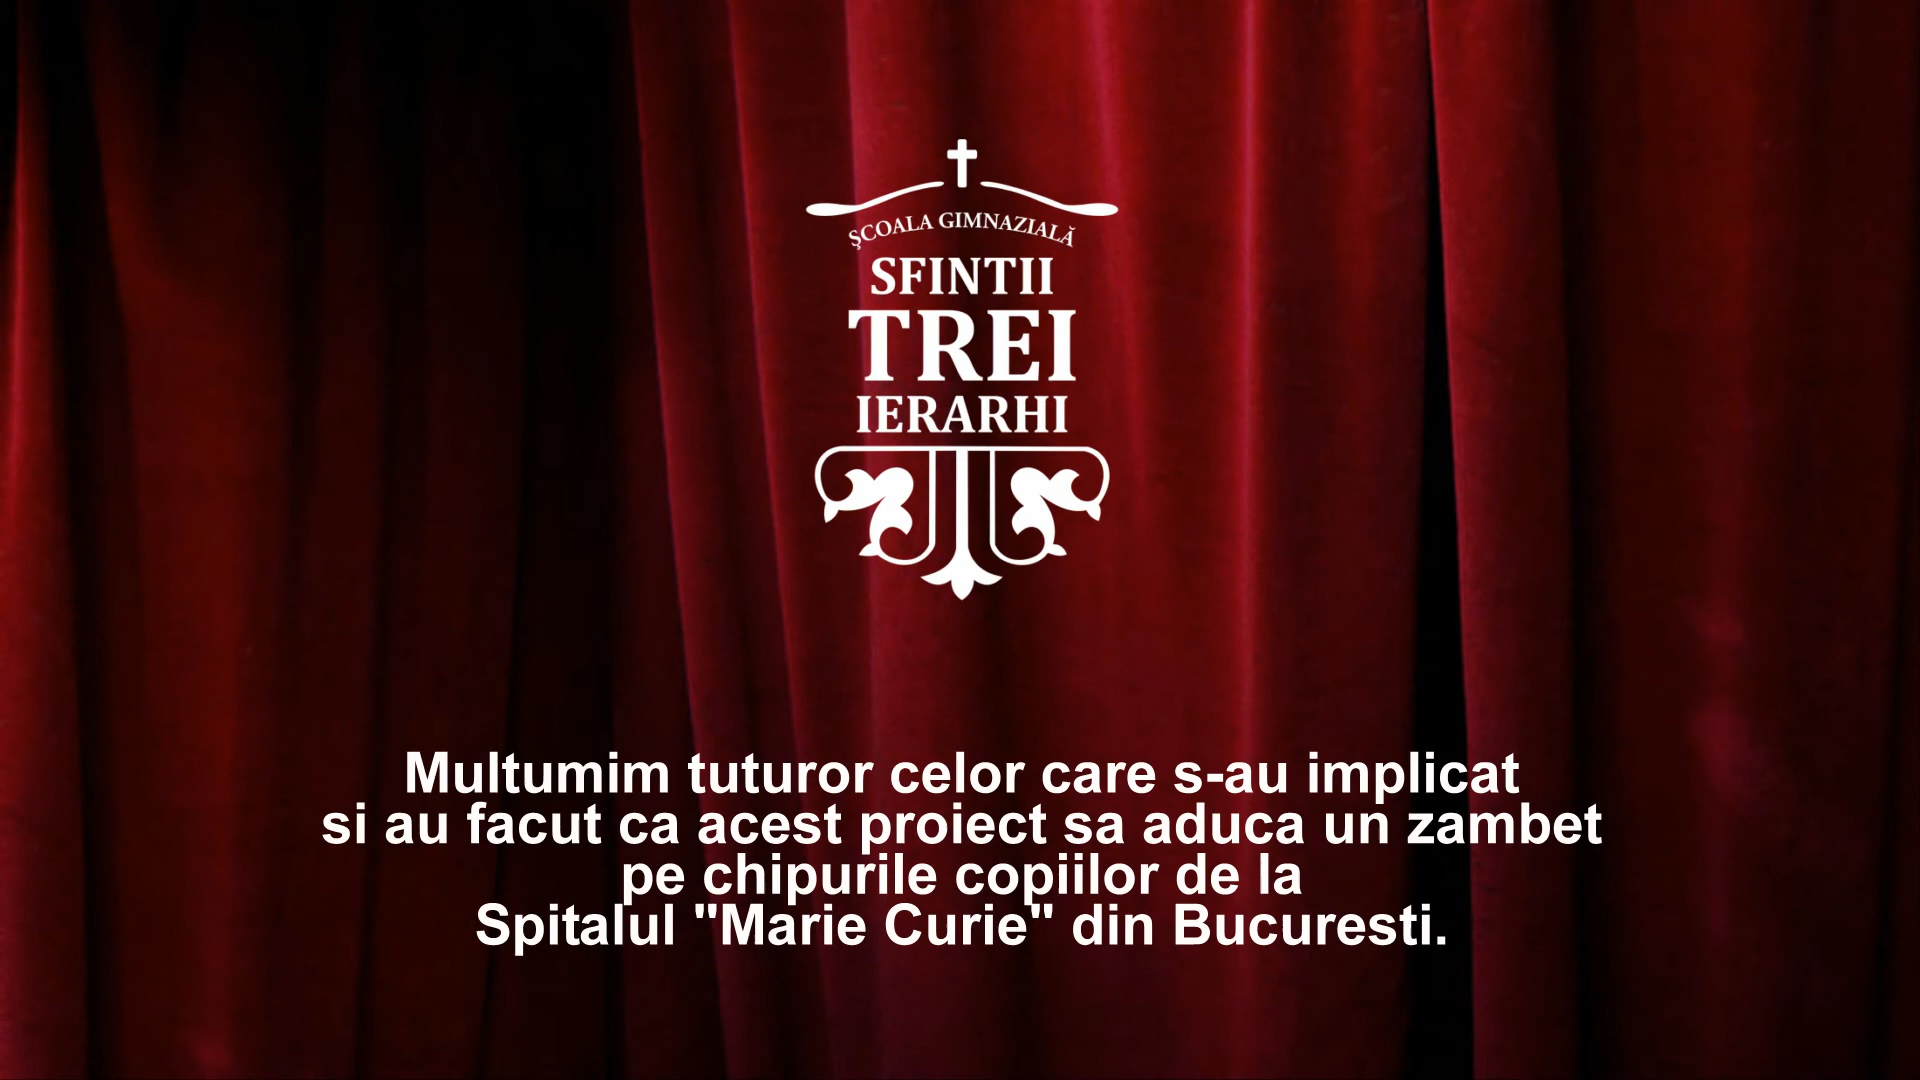 ŞCOALA GIMNAZIALĂ
SFINTII
TREI
IERARHI
Multumim tuturor celor care s-au implicat
si au facut ca acest proiect sa aduca un zambet
pe chipurile copiilor de la
Spitalul "Marie Curie" din Bucuresti.